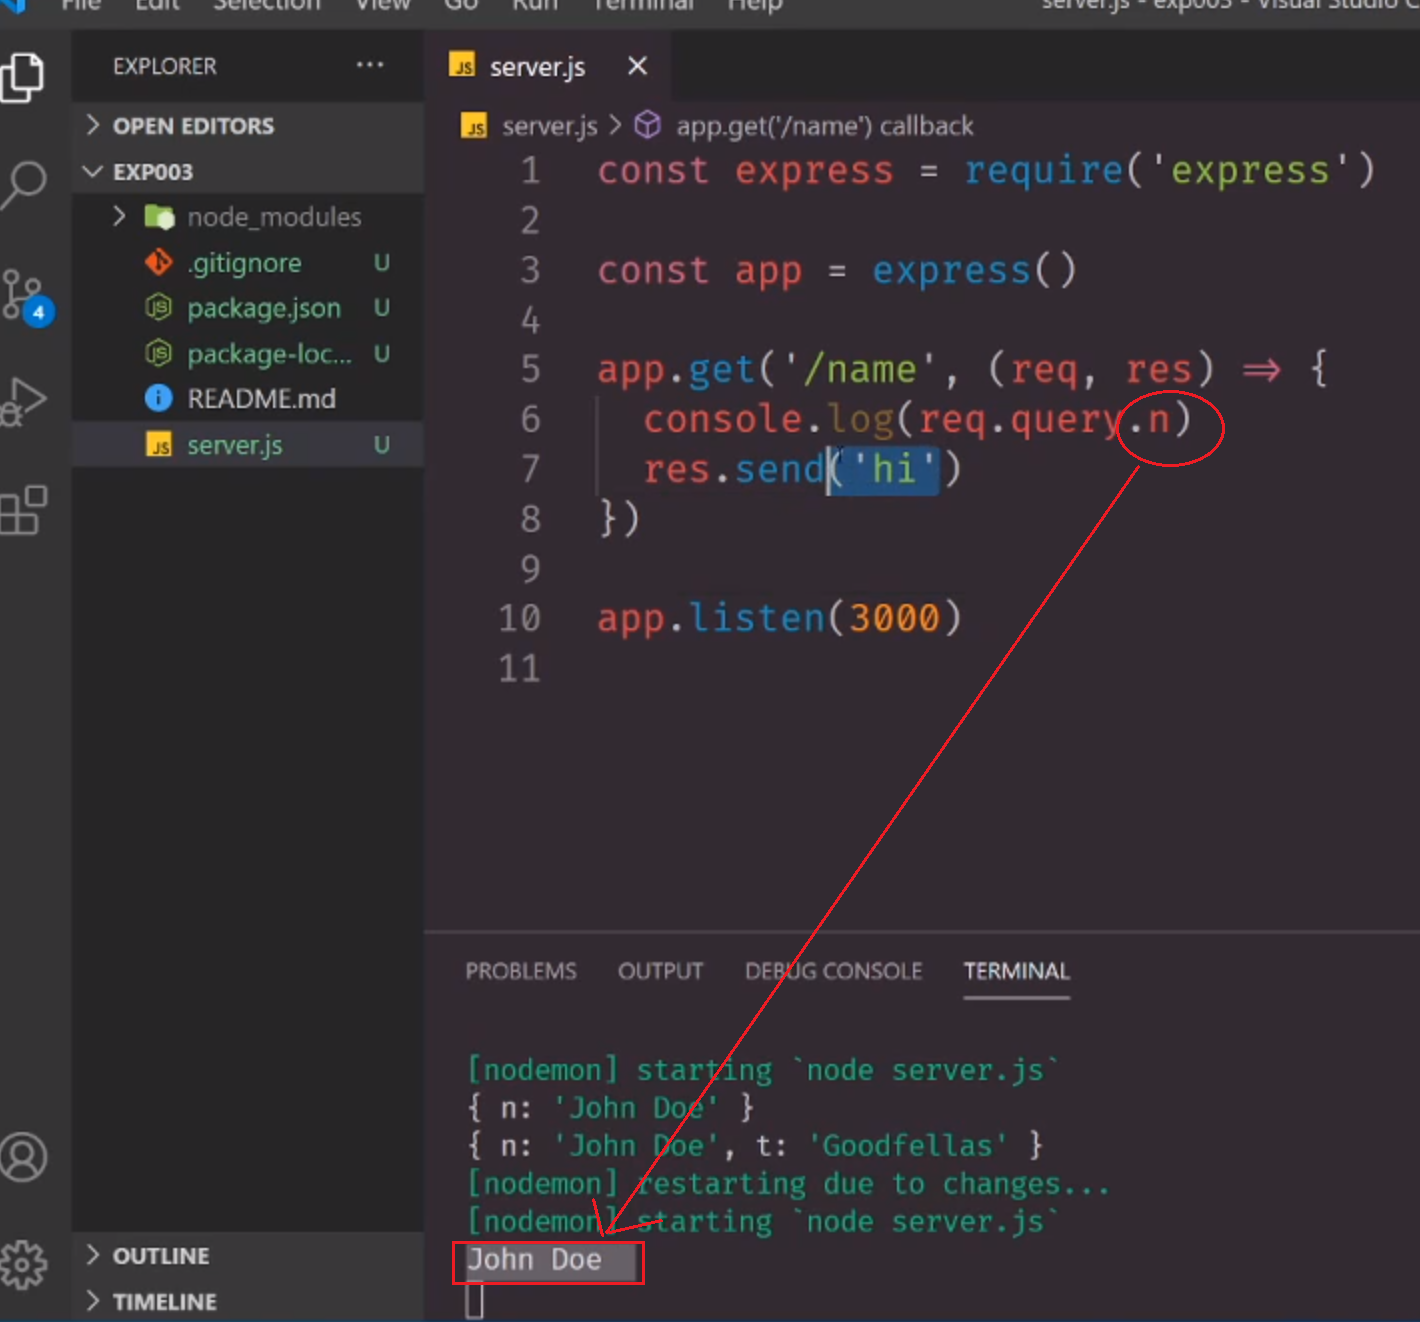 File Edit Selection View Go Run Terminal Help
server.js - exp003 - Visual Studio C
EXPLORER ···
OPEN EDITORS
EXP003
node_modules
.gitignore U
package.json U
package-loc... U
README.md
server.js U
4
OUTLINE
TIMELINE
JS server.js ×
JS server.js > app.get('/name') callback
1 const express = require('express')
2
3 const app = express()
4
5 app.get('/name', (req, res) => {
6 console.log(req.query.n)
7 res.send('hi')
8 })
9
10 app.listen(3000)
11
PROBLEMS OUTPUT DEBUG CONSOLE TERMINAL
[nodemon] starting `node server.js`
{ n: 'John Doe' }
{ n: 'John Doe', t: 'Goodfellas' }
[nodemon] restarting due to changes...
[nodemon] starting `node server.js`
John Doe